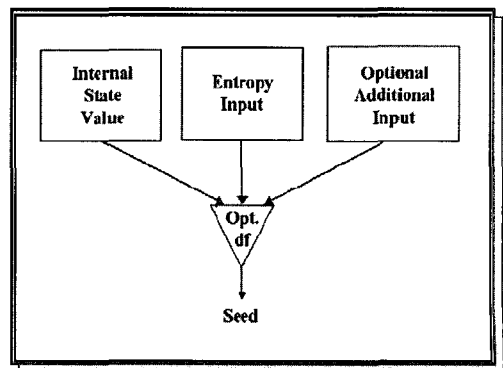 Internal
State
Value
Entropy
Input
Optional
Additional
Input
Opt.
df
Seed